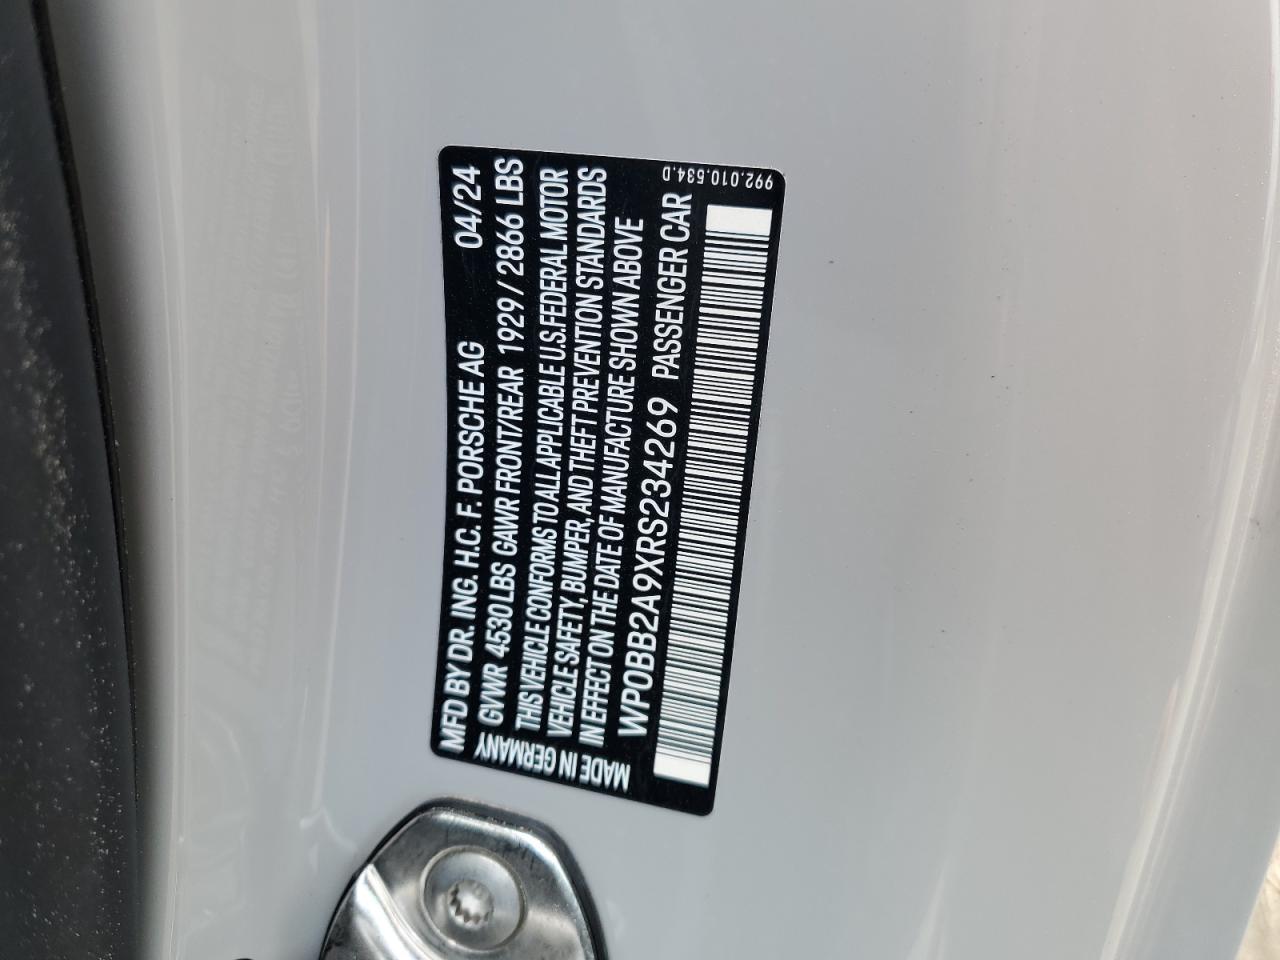 MFD BY DR. ING. H.C. F. PORSCHE AG 04/24
GVWR 4530 LBS GAWR FRONT/REAR 1929/2866 LBS
THIS VEHICLE CONFORMS TO ALL APPLICABLE U.S. FEDERAL MOTOR
VEHICLE SAFETY, BUMPER, AND THEFT PREVENTION STANDARDS
IN EFFECT ON THE DATE OF MANUFACTURE SHOWN ABOVE
WP0BB2A9XRS234269 PASSENGER CAR
MADE IN GERMANY
992.010.534.D